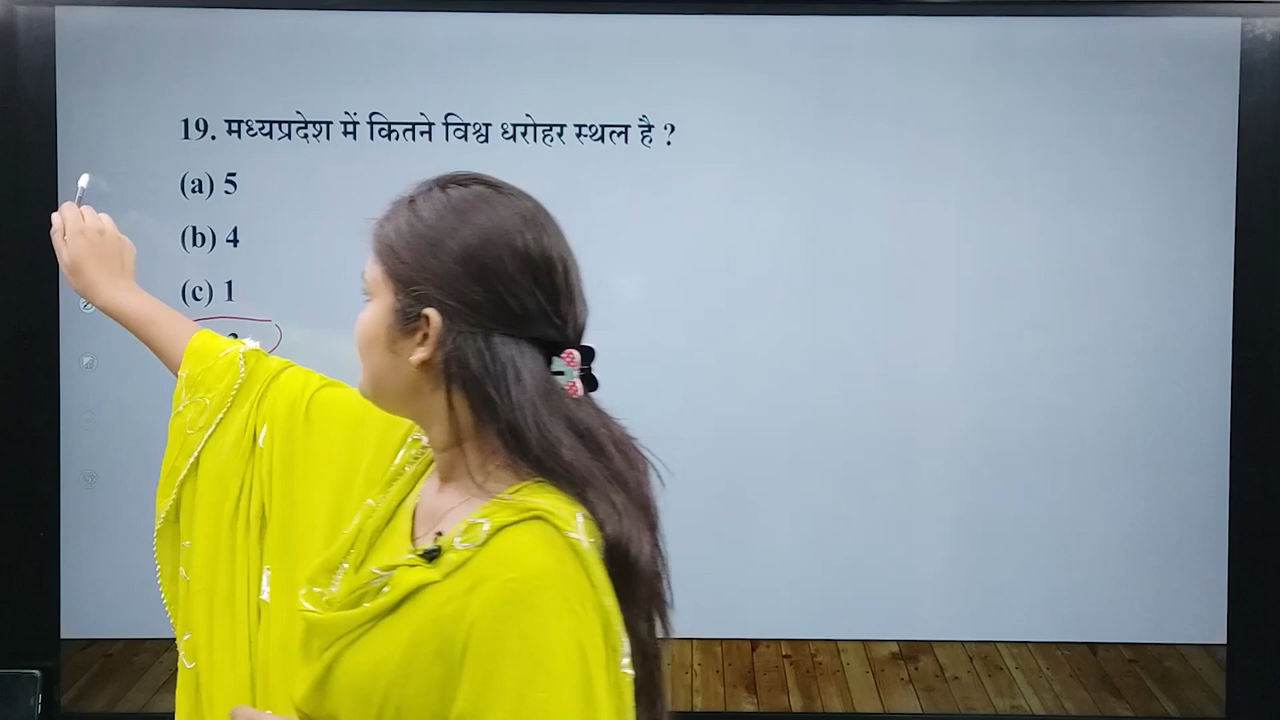 19. मध्यप्रदेश में कितने विश्व धरोहर स्थल है ?
(a) 5
(b) 4
(c) 1